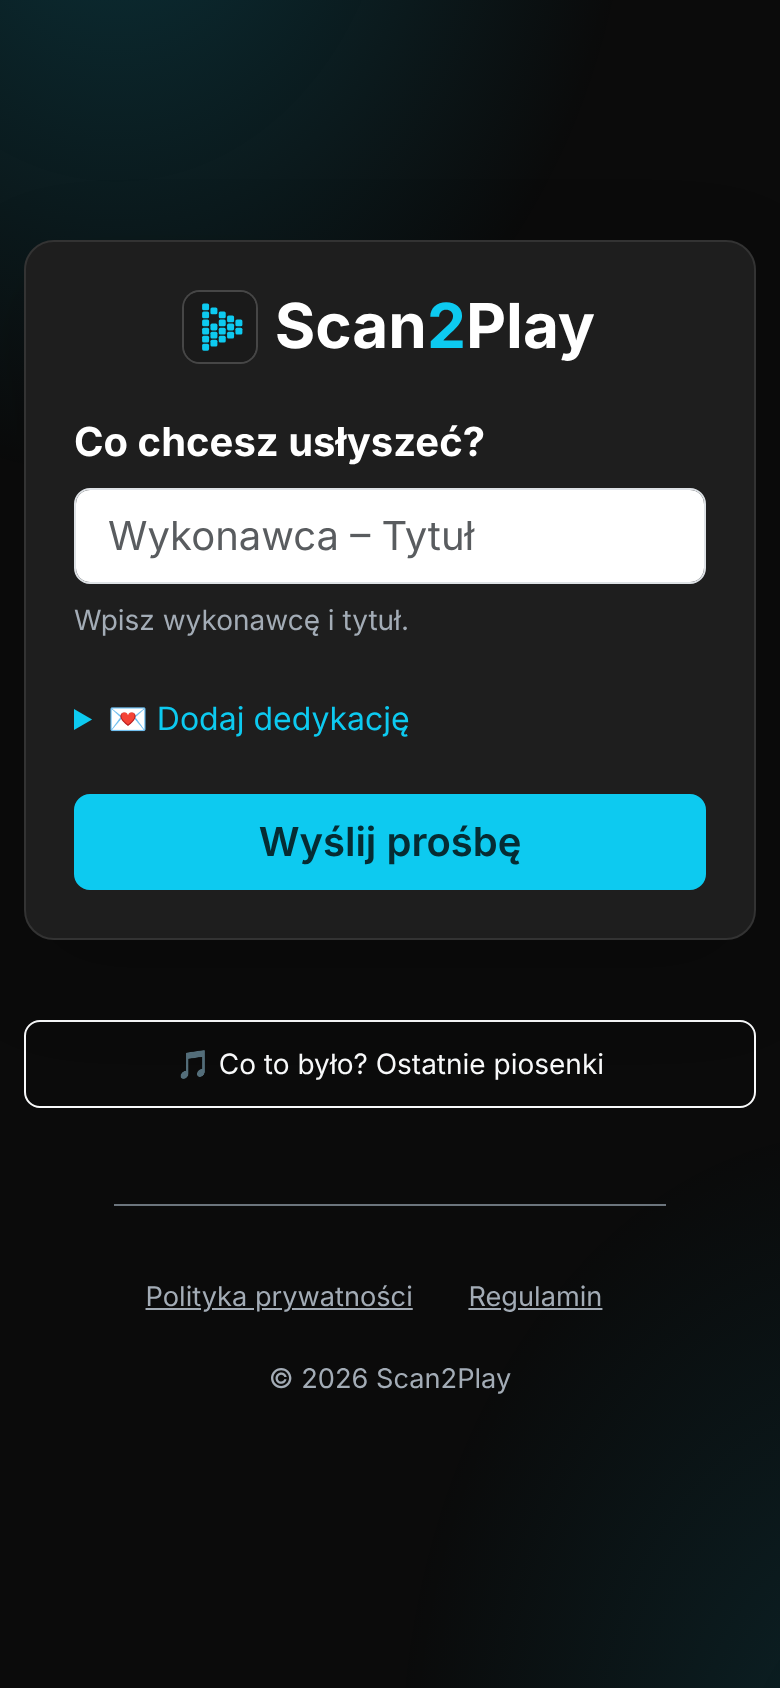 Scan2Play
Co chcesz usłyszeć?
Wykonawca – Tytuł
Wpisz wykonawcę i tytuł.
▶ 💌 Dodaj dedykację
Wyślij prośbę
🎵 Co to było? Ostatnie piosenki
Polityka prywatności Regulamin
© 2026 Scan2Play